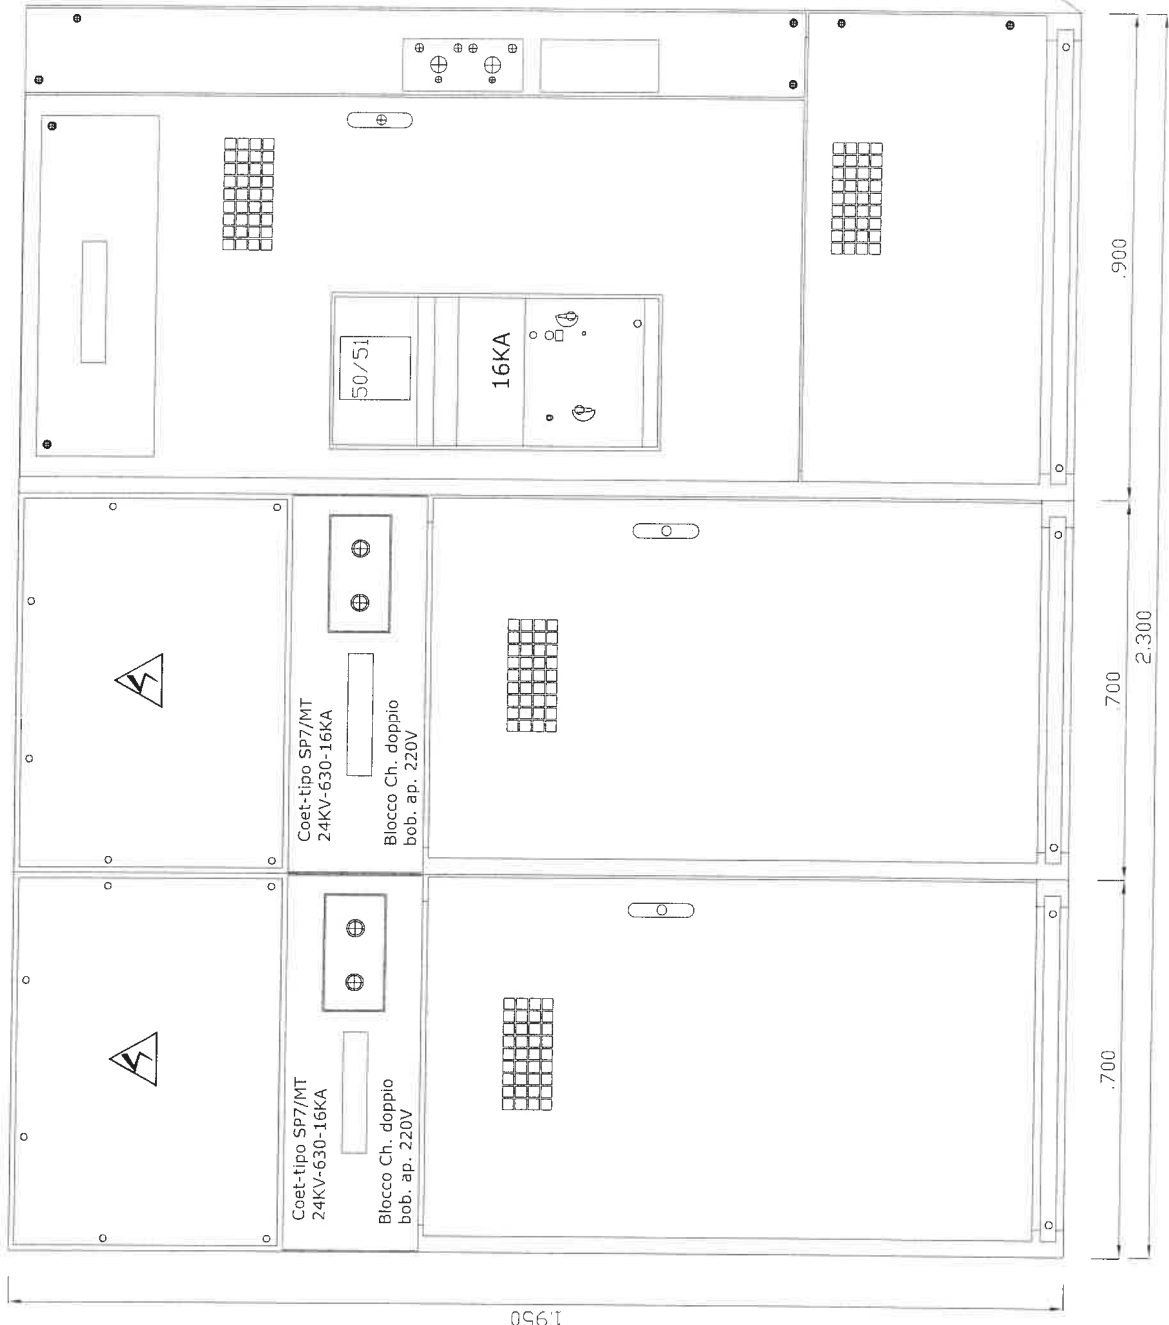 Coet-tipo SP7/MT
24KV-630-16KA
Blocco Ch. doppio
bob. ap. 220V
Coet-tipo SP7/MT
24KV-630-16KA
Blocco Ch. doppio
bob. ap. 220V
50/51
16KA
.700
.700
.900
2.300
1.950